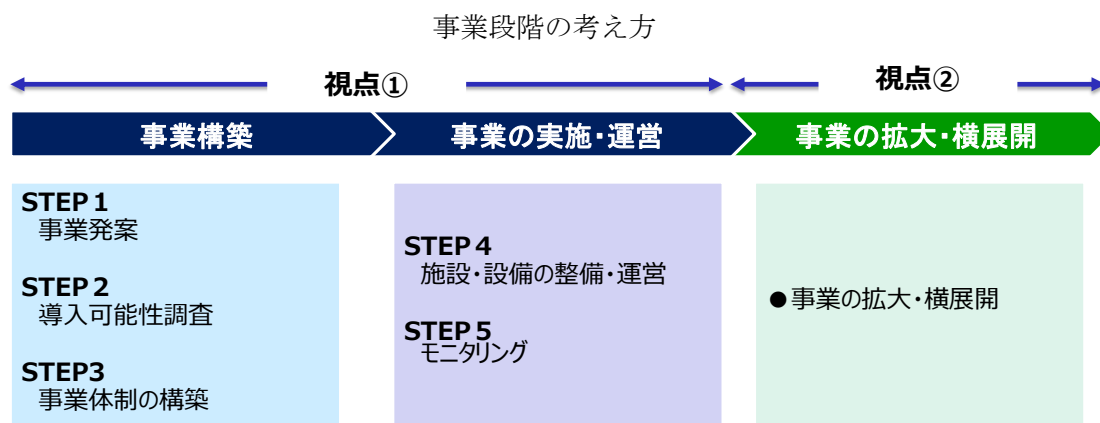 事業段階の考え方
視点①
視点②
事業構築
事業の実施・運営
事業の拡大・横展開
STEP１
事業発案
STEP２
導入可能性調査
STEP3
事業体制の構築
STEP４
施設・設備の整備・運営
STEP５
モニタリング
●事業の拡大・横展開